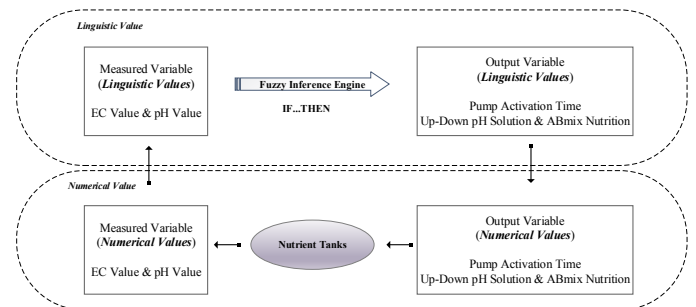 Linguistic Value
Measured Variable
(Linguistic Values)
EC Value & pH Value
Fuzzy Inference Engine
IF...THEN
Output Variable
(Linguistic Values)
Pump Activation Time
Up-Down pH Solution & ABmix Nutrition
Numerical Value
Measured Variable
(Numerical Values)
EC Value & pH Value
Nutrient Tanks
Output Variable
(Numerical Values)
Pump Activation Time
Up-Down pH Solution & ABmix Nutrition